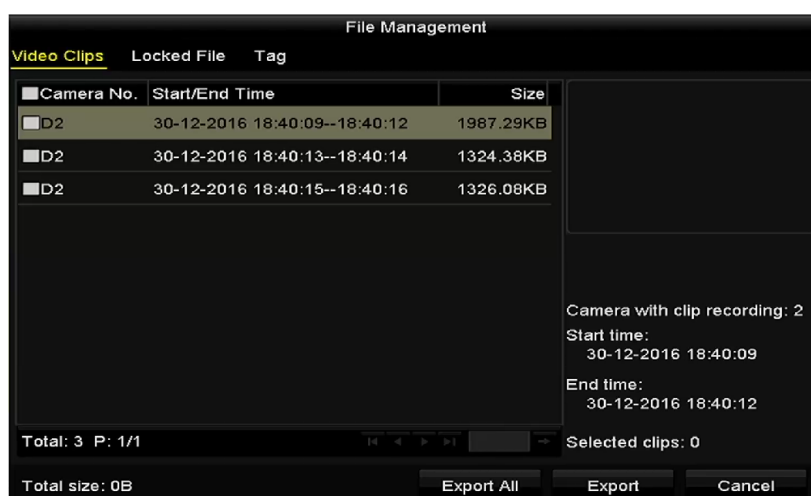 File Management
Video Clips Locked File Tag
Camera No. Start/End Time Size
D2 30-12-2016 18:40:09--18:40:12 1987.29KB
D2 30-12-2016 18:40:13--18:40:14 1324.38KB
D2 30-12-2016 18:40:15--18:40:16 1326.08KB
Camera with clip recording: 2
Start time:
30-12-2016 18:40:09
End time:
30-12-2016 18:40:12
Total: 3 P: 1/1
Selected clips: 0
Total size: 0B
Export All Export Cancel